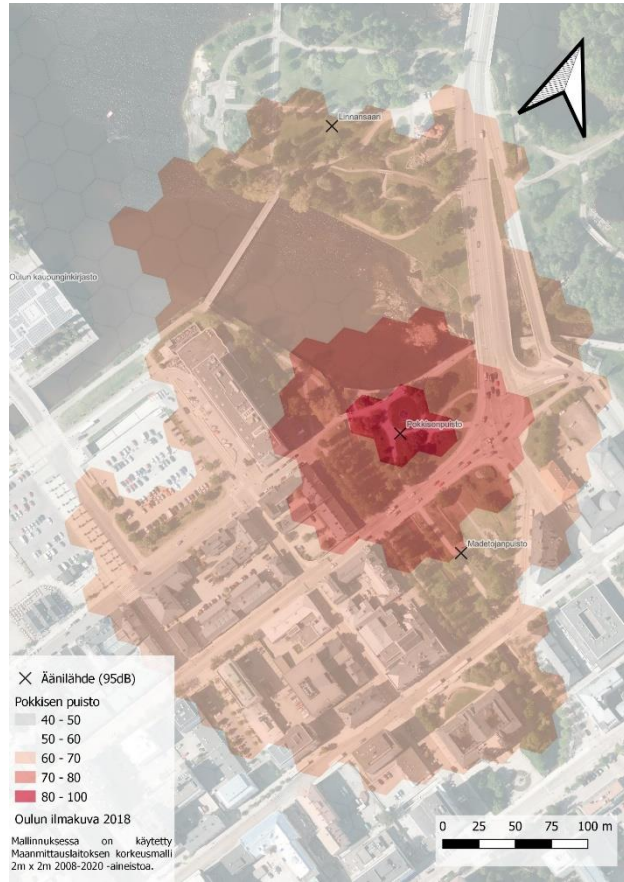 Linnansaari
Oulun kaupunginkirjasto
Pokkisenpuisto
Madetojanpuisto
Äänilähde (95dB)
Pokkisen puisto
40 - 50
50 - 60
60 - 70
70 - 80
80 - 100
Oulun ilmakuva 2018
Mallinnuksessa on käytetty
Maanmittauslaitoksen korkeusmalli
2m x 2m 2008-2020 -aineistoa.
0 25 50 75 100 m